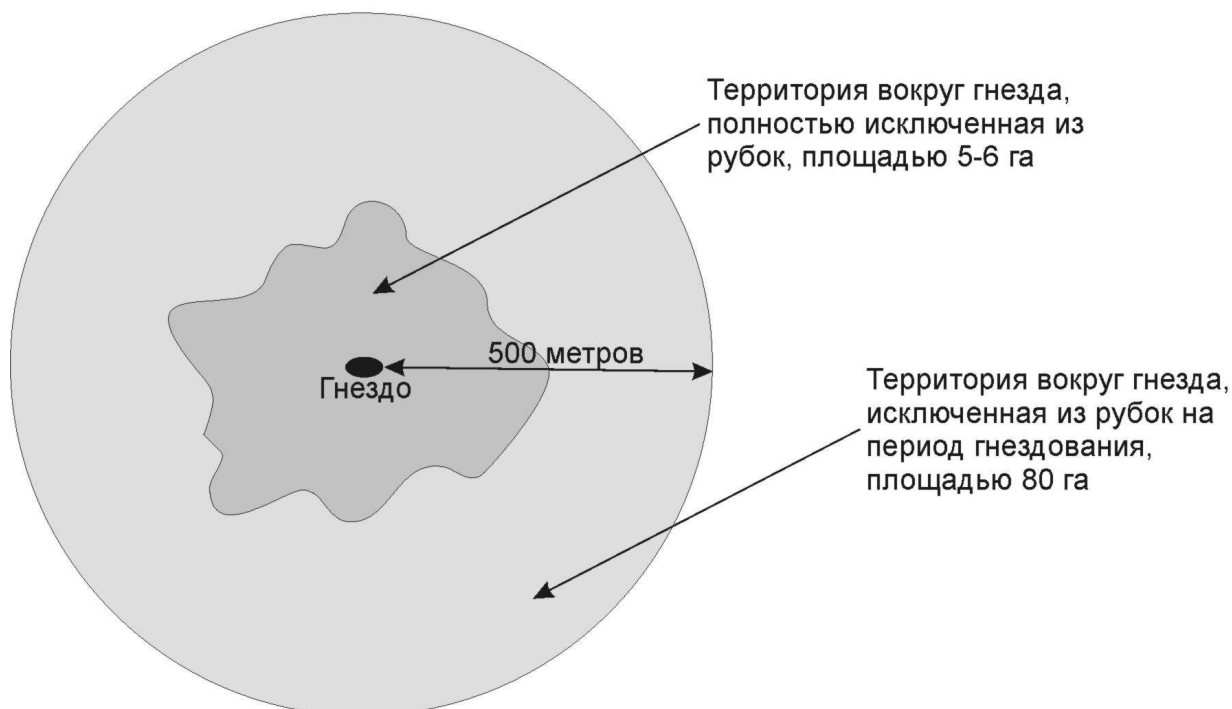 Территория вокруг гнезда,
полностью исключенная из
рубок, площадью 5-6 га
500 метров
Гнездо
Территория вокруг гнезда,
исключенная из рубок на
период гнездования,
площадью 80 га